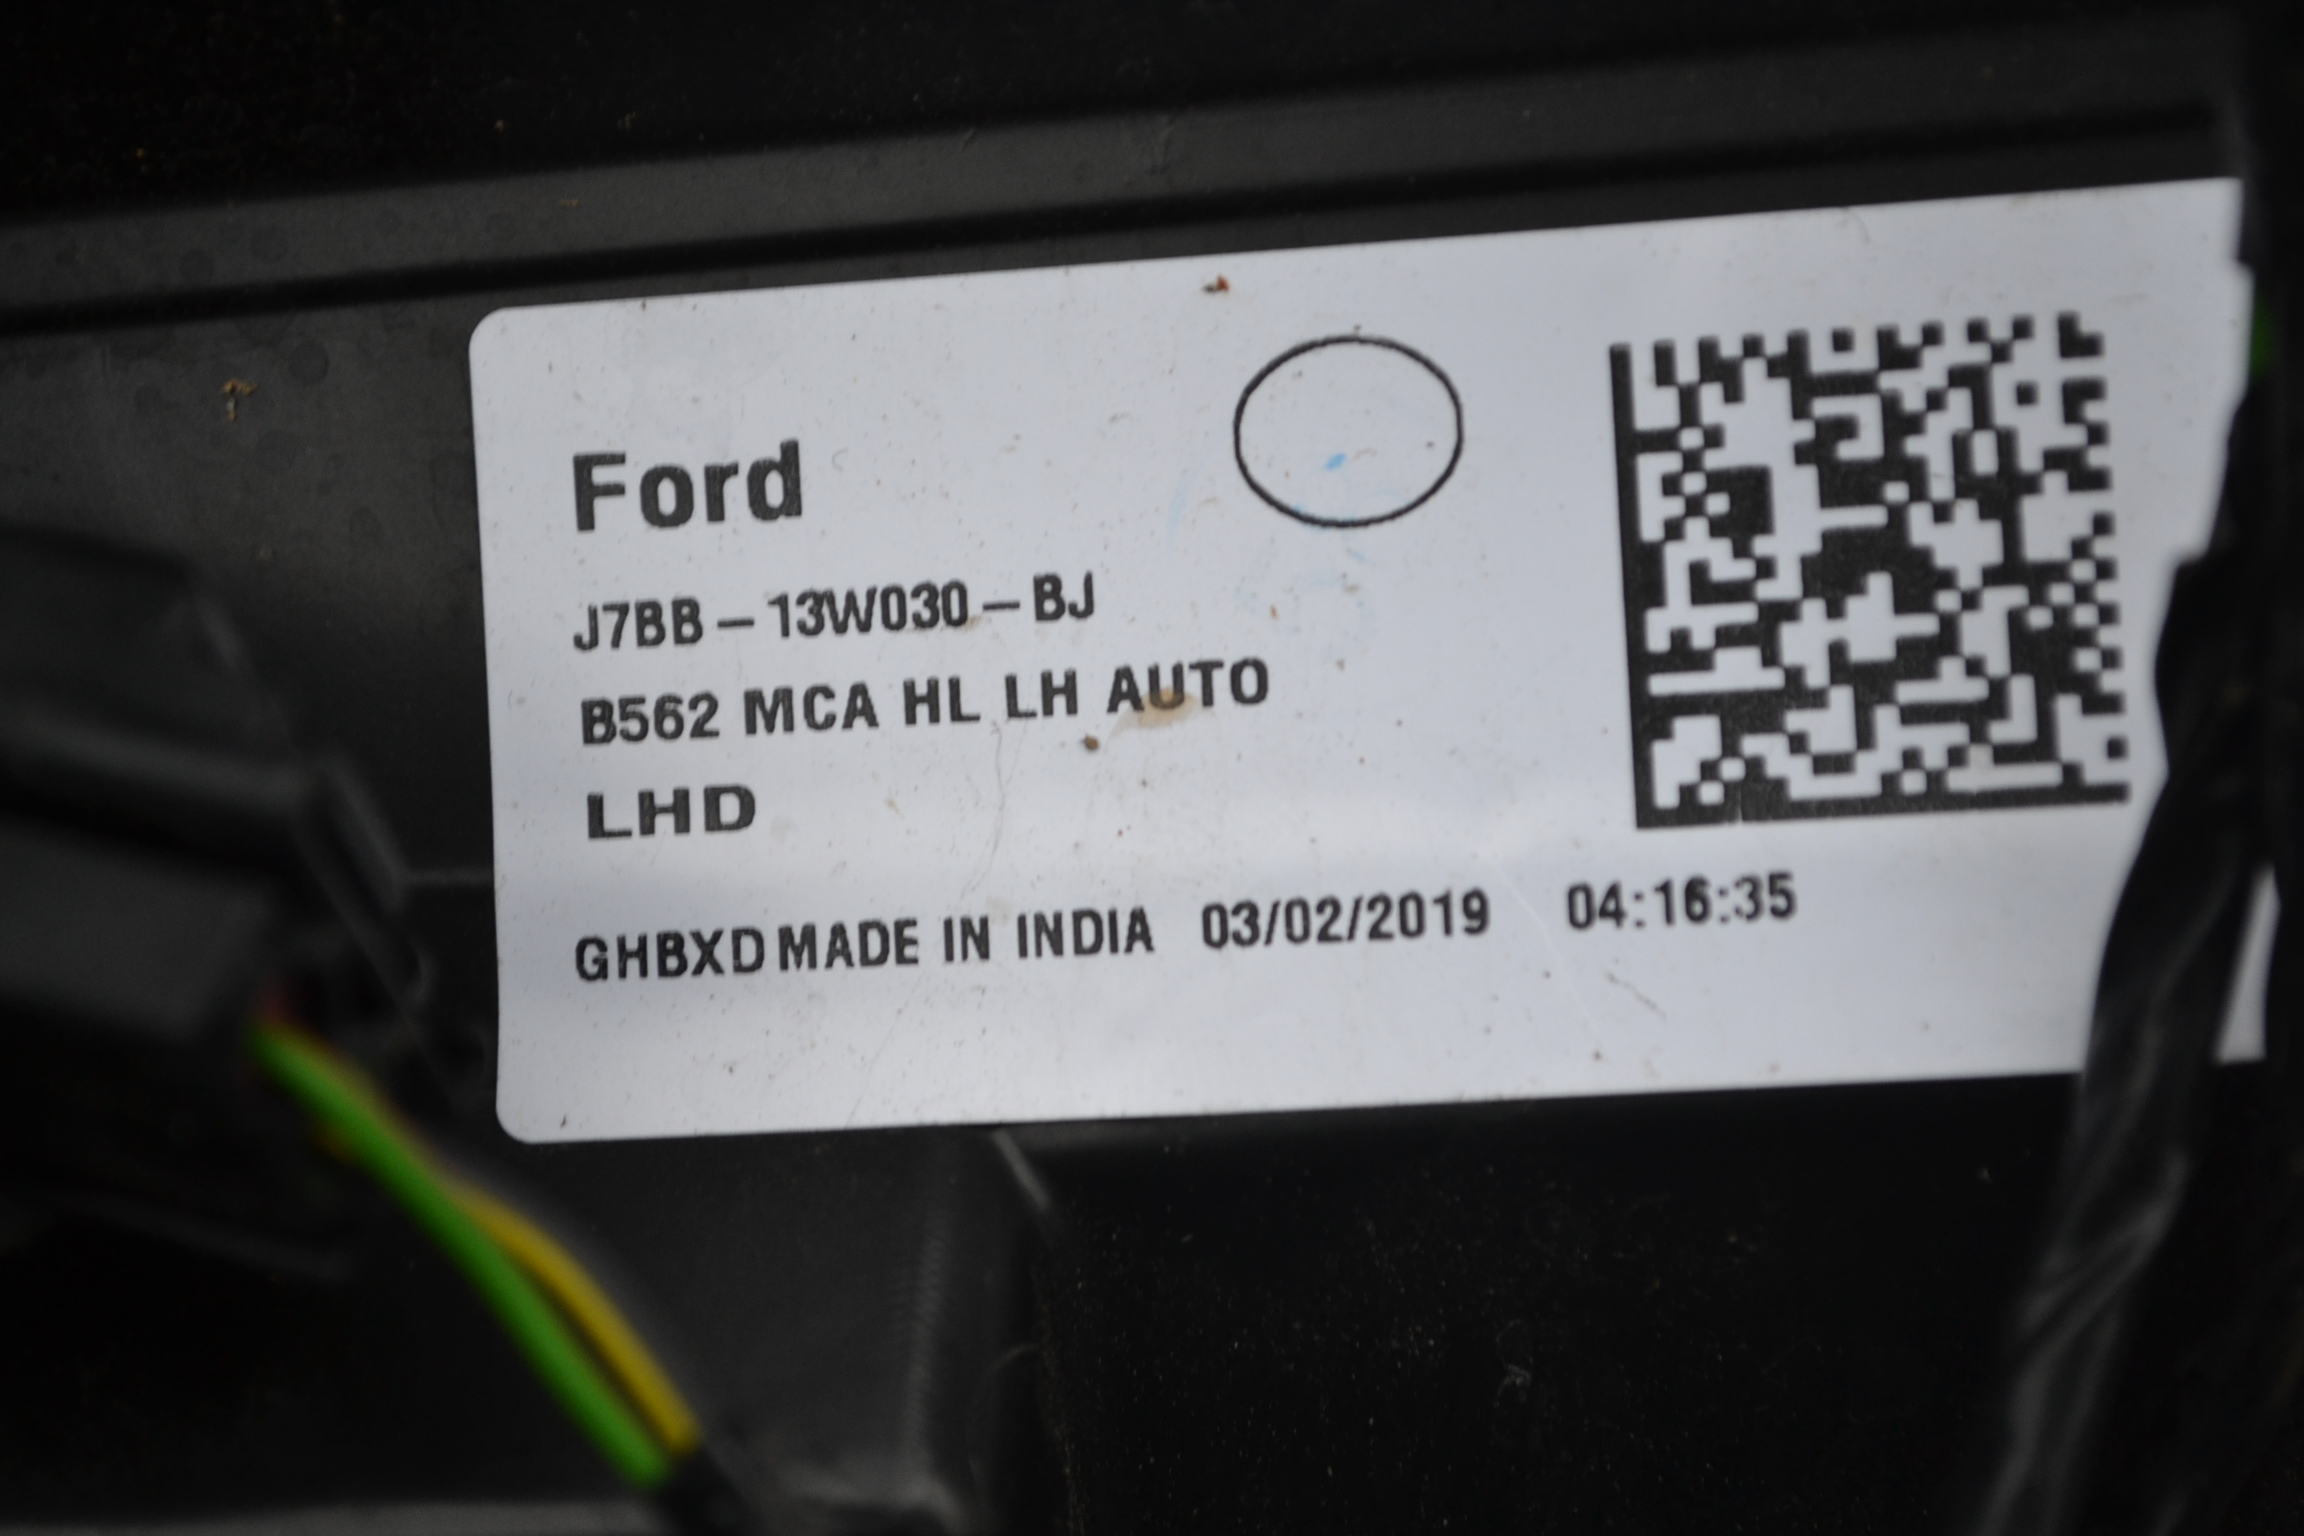 Ford
J7BB-13W030-BJ
B562 MCA HL LH AUTO
LHD
GHBXD MADE IN INDIA 03/02/2019 04:16:35